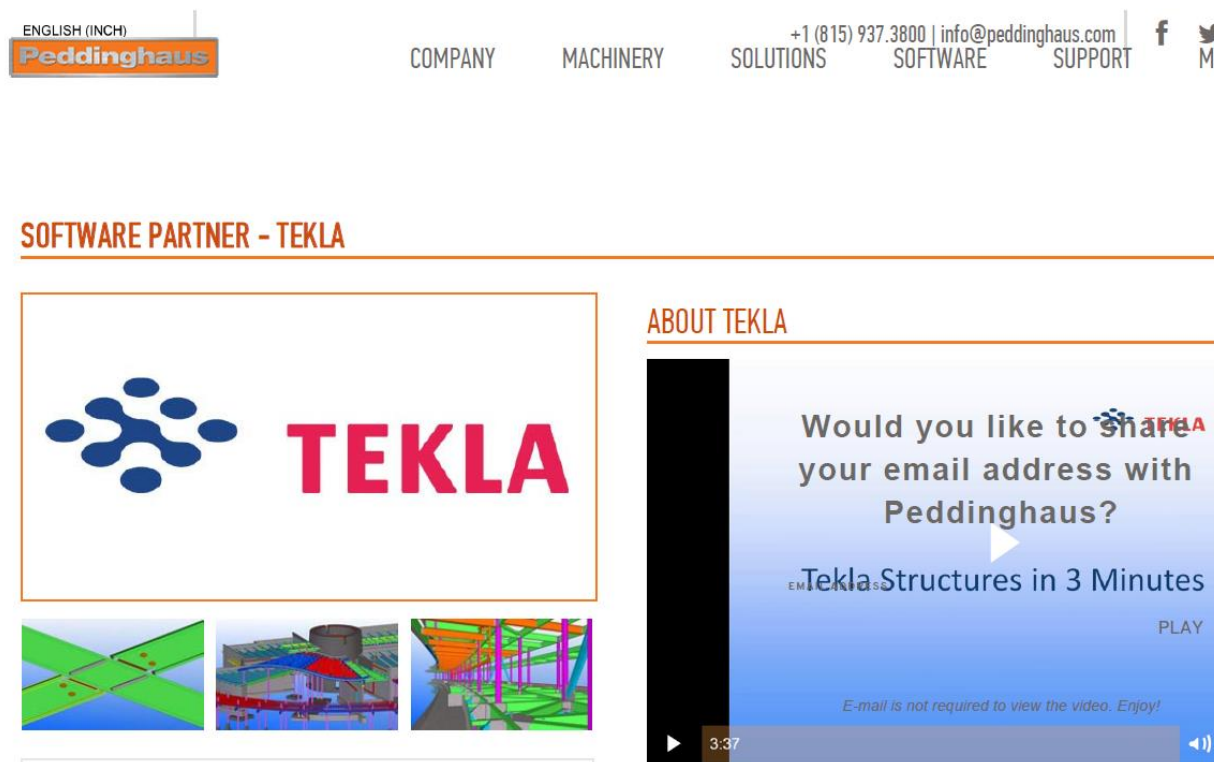 ENGLISH (INCH)
Peddinghaus
+1 (815) 937.3800 | info@peddinghaus.com
COMPANY MACHINERY SOLUTIONS SOFTWARE SUPPORT M
SOFTWARE PARTNER - TEKLA
TEKLA
ABOUT TEKLA
TEKLA
Would you like to share
your email address with
Peddinghaus?
EMAIL ADDRESS
Tekla Structures in 3 Minutes
PLAY
E-mail is not required to view the video. Enjoy!
3:37